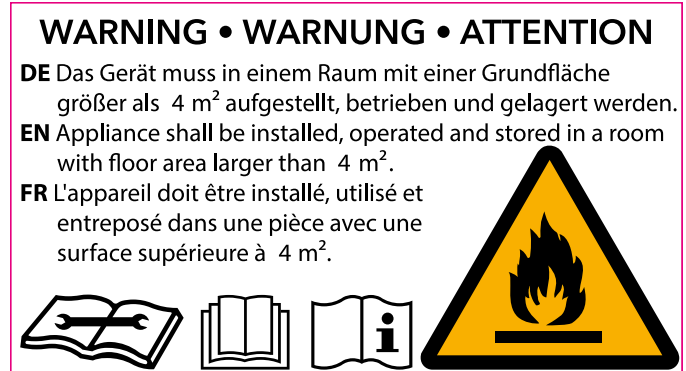 WARNING • WARNUNG • ATTENTION
DE Das Gerät muss in einem Raum mit einer Grundfläche
größer als 4 m² aufgestellt, betrieben und gelagert werden.
EN Appliance shall be installed, operated and stored in a room
with floor area larger than 4 m².
FR L'appareil doit être installé, utilisé et
entreposé dans une pièce avec une
surface supérieure à 4 m².
i